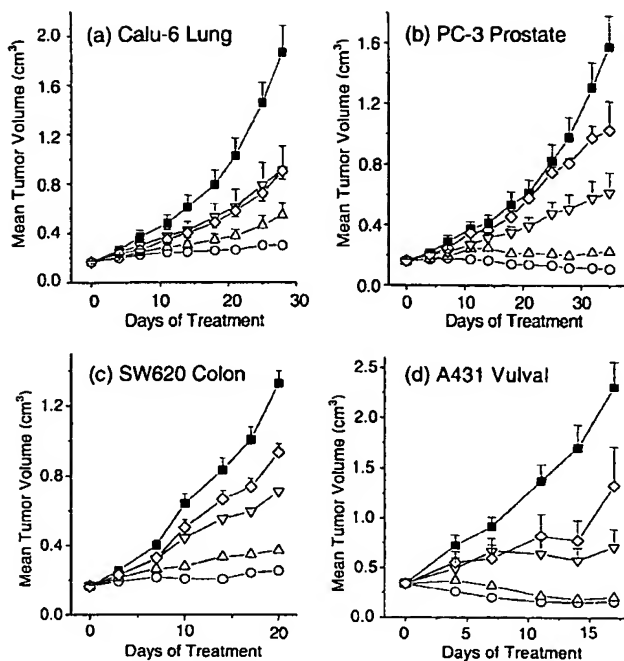 (a) Calu-6 Lung
Mean Tumor Volume (cm³)
2.0
1.6
1.2
0.8
0.4
0.0
0 10 20 30
Days of Treatment
(b) PC-3 Prostate
Mean Tumor Volume (cm³)
1.6
1.2
0.8
0.4
0.0
0 10 20 30
Days of Treatment
(c) SW620 Colon
Mean Tumor Volume (cm³)
1.2
0.8
0.4
0.0
0 10 20
Days of Treatment
(d) A431 Vulval
Mean Tumor Volume (cm³)
2.5
2.0
1.5
1.0
0.5
0.0
0 5 10 15
Days of Treatment